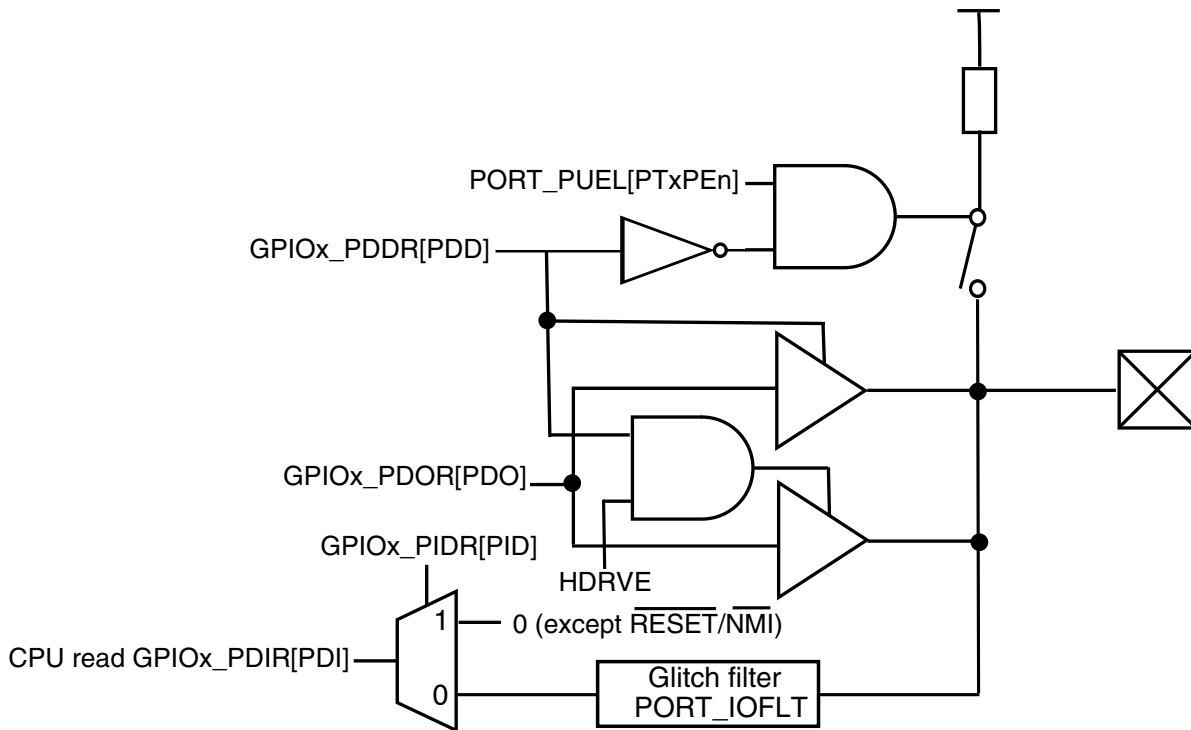 PORT_PUEL[PTxPEn]
GPIOx_PDDR[PDD]
GPIOx_PDOR[PDO]
GPIOx_PIDR[PID]
HDRVE
1
0 (except RESET/NMI)
CPU read GPIOx_PDIR[PDI]
0
Glitch filter
PORT_IOFLT